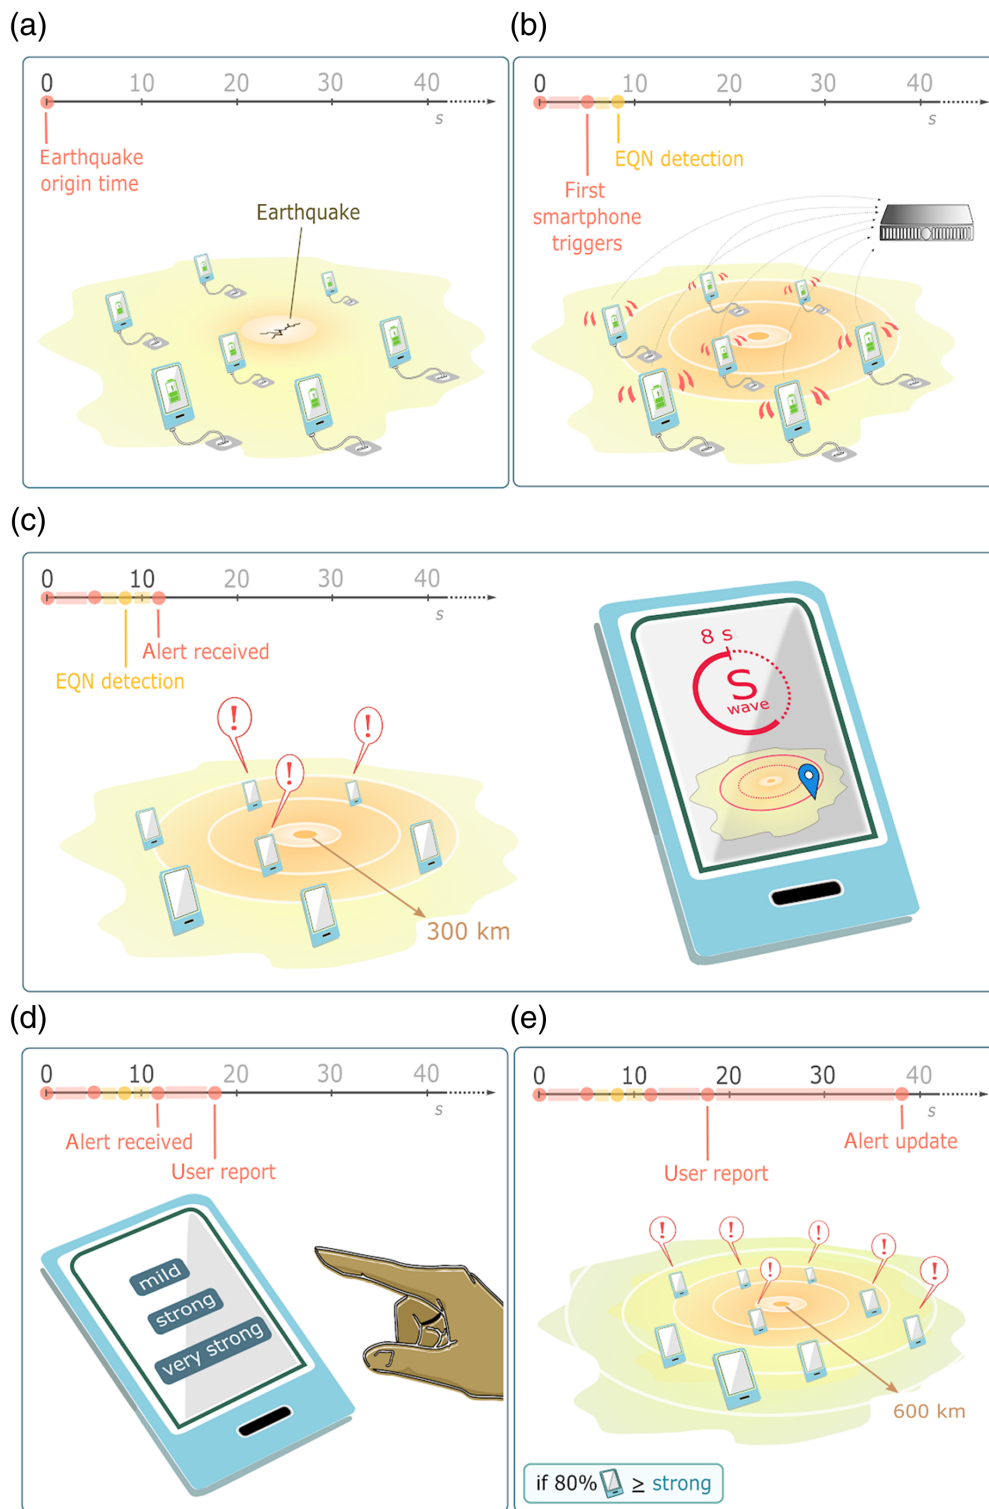 (a)
0 10 20 30 40
s
Earthquake
origin time
Earthquake
(b)
0 10 20 30 40
s
EQN detection
First
smartphone
triggers
(c)
0 10 20 30 40
s
Alert received
EQN detection
300 km
8 s
S
wave
! ! !
(d)
0 10 20 30 40
s
Alert received
User report
mild
strong
very strong
(e)
0 10 20 30 40
s
Alert update
User report
! ! ! ! ! !
600 km
if 80% ≥ strong